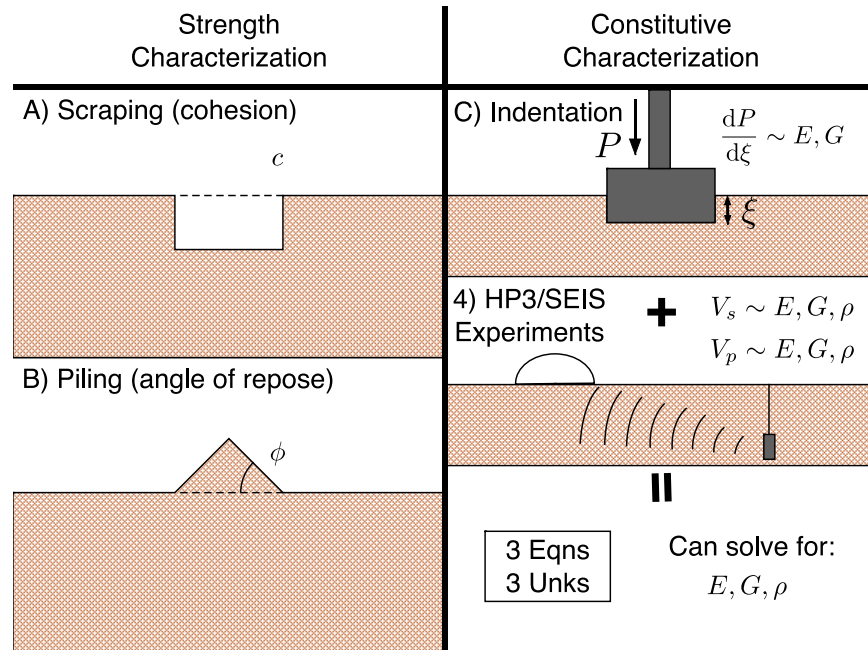 Strength
Characterization
A) Scraping (cohesion)
c
B) Piling (angle of repose)
ϕ
Constitutive
Characterization
C) Indentation
P
dP/dξ ∼ E, G
ξ
4) HP3/SEIS
Experiments
+
V_s ∼ E, G, ρ
V_p ∼ E, G, ρ
=
3 Eqns
3 Unks
Can solve for:
E, G, ρ